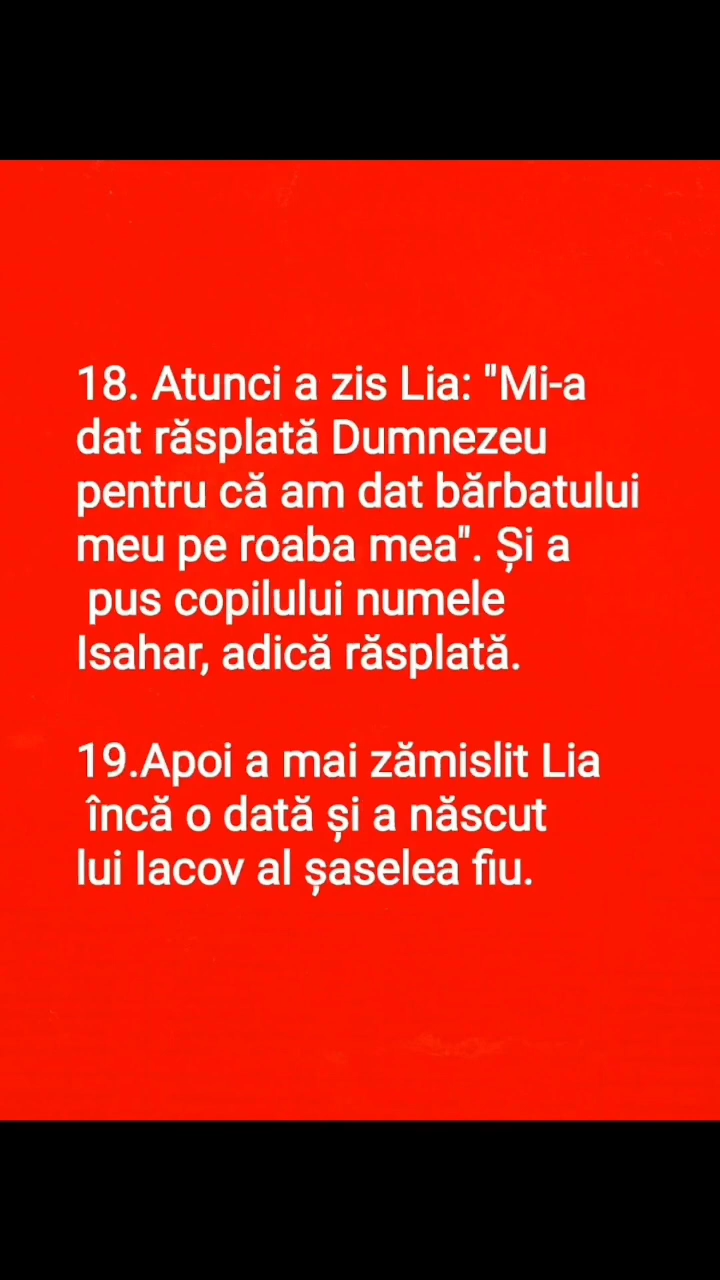 18. Atunci a zis Lia: "Mi-a
dat răsplată Dumnezeu
pentru că am dat bărbatului
meu pe roaba mea". Și a
pus copilului numele
Isahar, adică răsplată.
19.Apoi a mai zămislit Lia
încă o dată și a născut
lui Iacov al șaselea fiu.